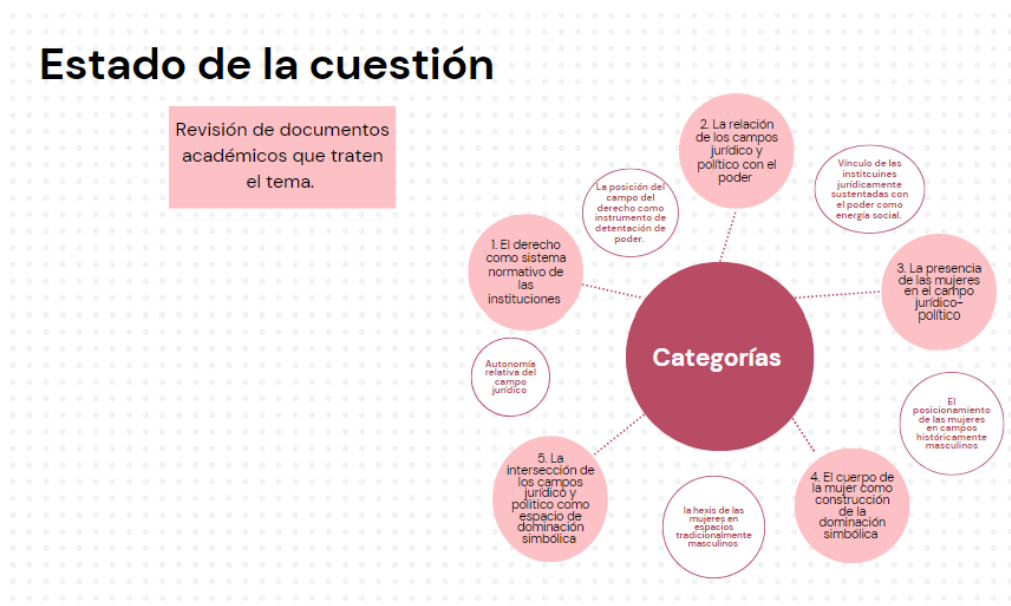 Estado de la cuestión
Revisión de documentos
académicos que traten
el tema.
2. La relación
de los campos
jurídico y
político con el
poder
Vínculo de las
institcuines
jurídicamente
sustentadas con
el poder como
energía social.
La posición del
campo del
derecho como
instrumento de
detentación de
poder.
1. El derecho
como sistema
normativo de
las
instituciones
3. La presencia
de las mujeres
en el campo
jurídico-
político
Categorías
Autonomía
relativa del
campo
jurídico
El
posicionamiento
de las mujeres
en campos
históricamente
masculinos
5. La
intersección de
los campos
jurídico y
político como
espacio de
dominación
simbólica
la hexis de las
mujeres en
espacios
tradicionalmente
masculinos
4. El cuerpo de
la mujer como
construcción
de la
dominación
simbólica